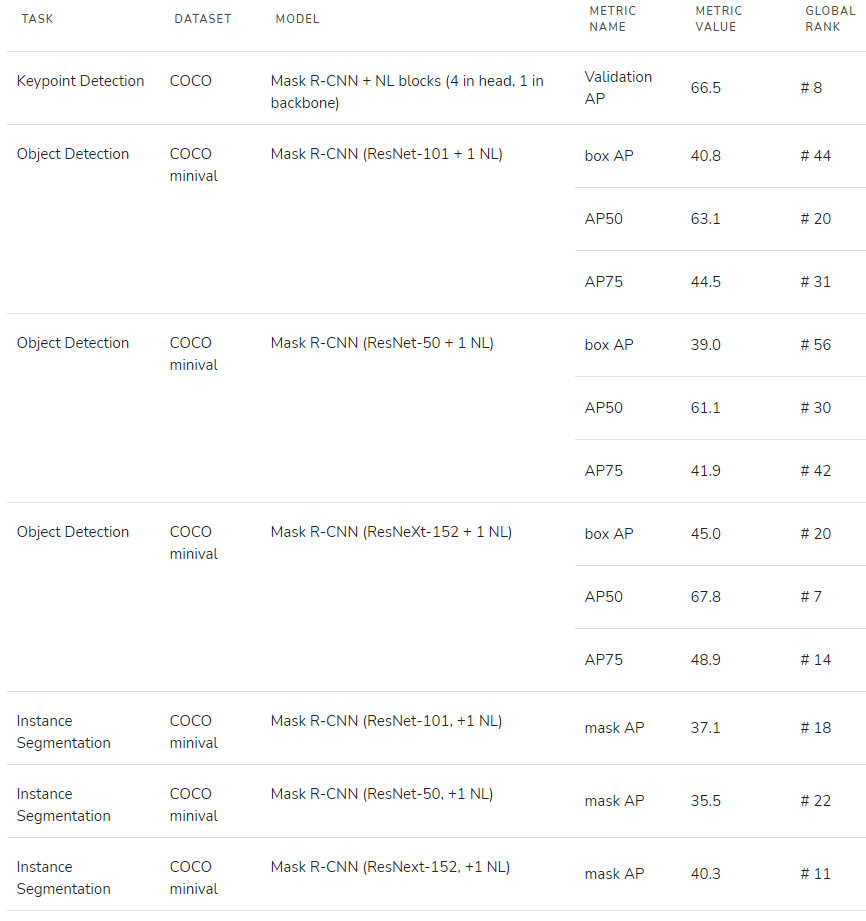 TASK DATASET MODEL METRIC NAME METRIC VALUE GLOBAL RANK
Keypoint Detection COCO Mask R-CNN + NL blocks (4 in head, 1 in backbone) Validation AP 66.5 # 8
Object Detection COCO minival Mask R-CNN (ResNet-101 + 1 NL) box AP 40.8 # 44
AP50 63.1 # 20
AP75 44.5 # 31
Object Detection COCO minival Mask R-CNN (ResNet-50 + 1 NL) box AP 39.0 # 56
AP50 61.1 # 30
AP75 41.9 # 42
Object Detection COCO minival Mask R-CNN (ResNeXt-152 + 1 NL) box AP 45.0 # 20
AP50 67.8 # 7
AP75 48.9 # 14
Instance Segmentation COCO minival Mask R-CNN (ResNet-101, +1 NL) mask AP 37.1 # 18
Instance Segmentation COCO minival Mask R-CNN (ResNet-50, +1 NL) mask AP 35.5 # 22
Instance Segmentation COCO minival Mask R-CNN (ResNext-152, +1 NL) mask AP 40.3 # 11